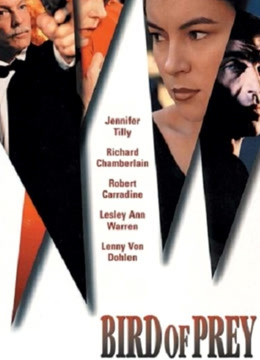 Jennifer
Tilly
Richard
Chamberlain
Robert
Carradine
Lesley Ann
Warren
Lenny Von
Dohlen
BIRD OF PREY